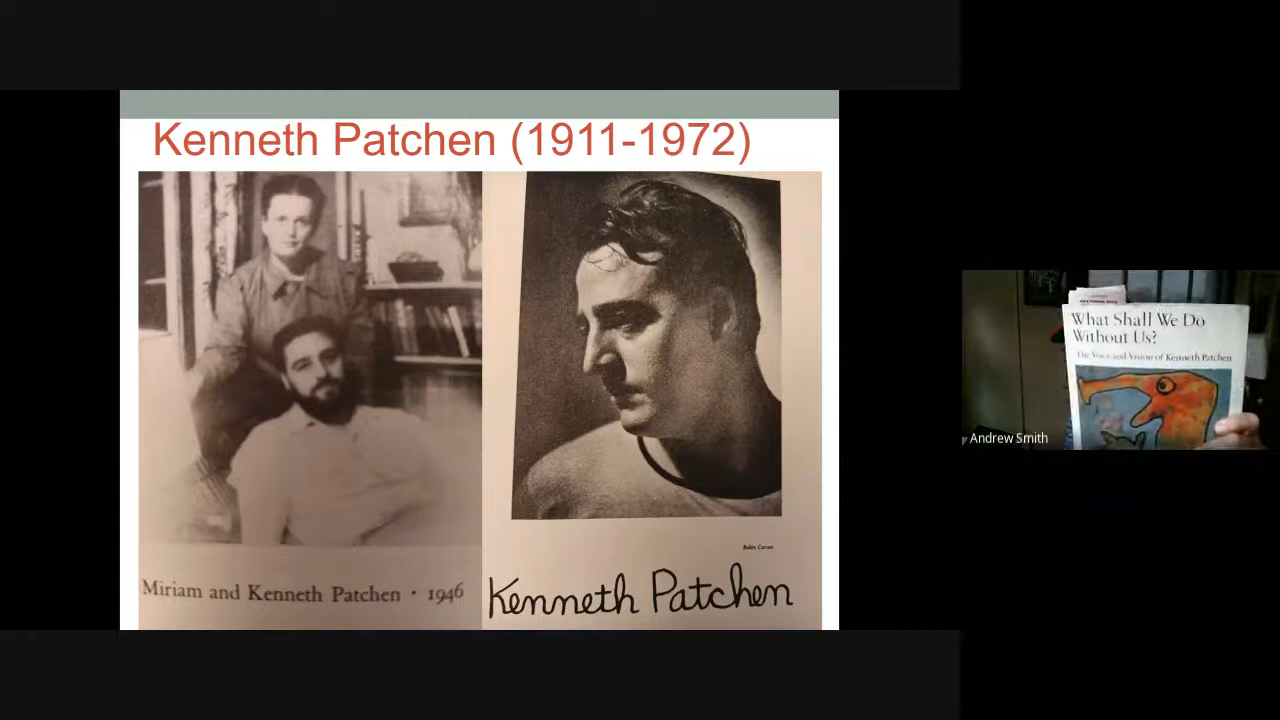 Kenneth Patchen (1911-1972)
Miriam and Kenneth Patchen · 1946
Kenneth Patchen
What Shall We Do
Without Us?
The Voice and Vision of Kenneth Patchen
Andrew Smith